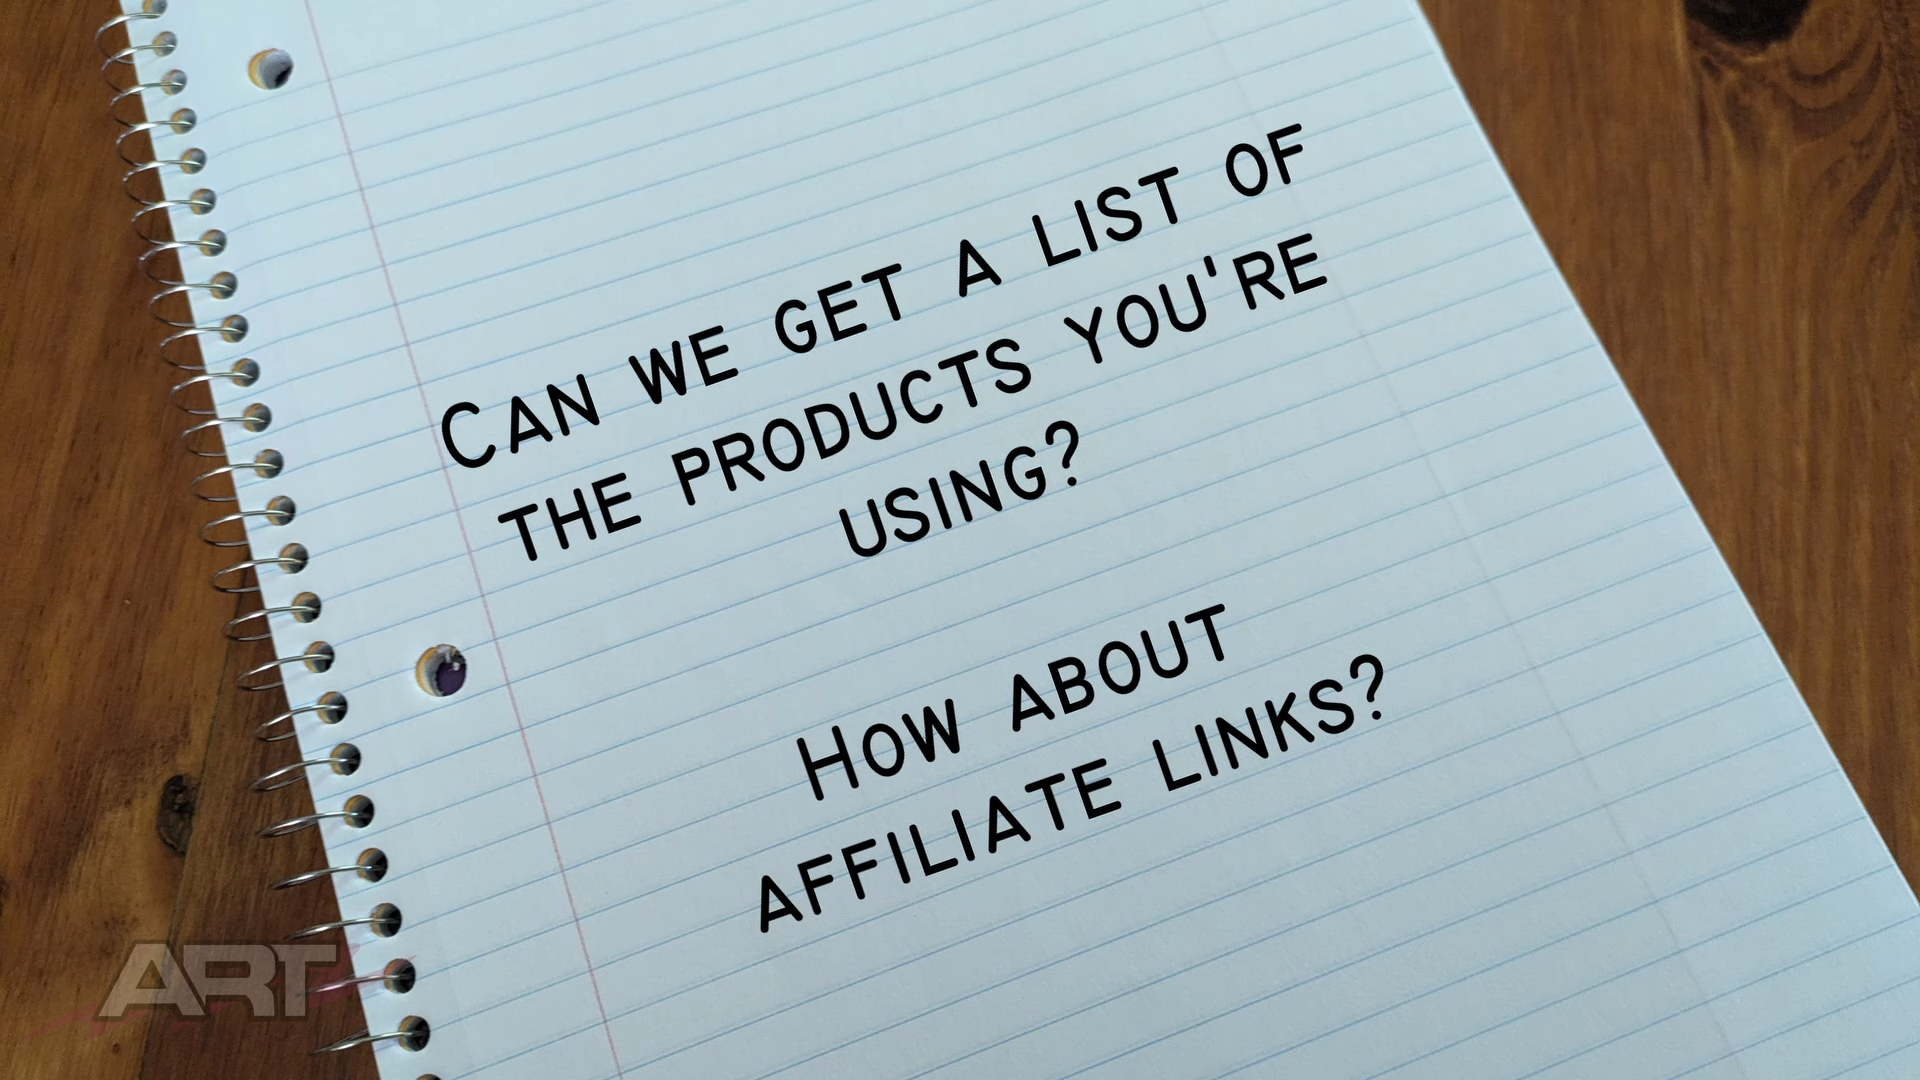 Can we get a list of
the products you're
using?
How about
affiliate links?
ART